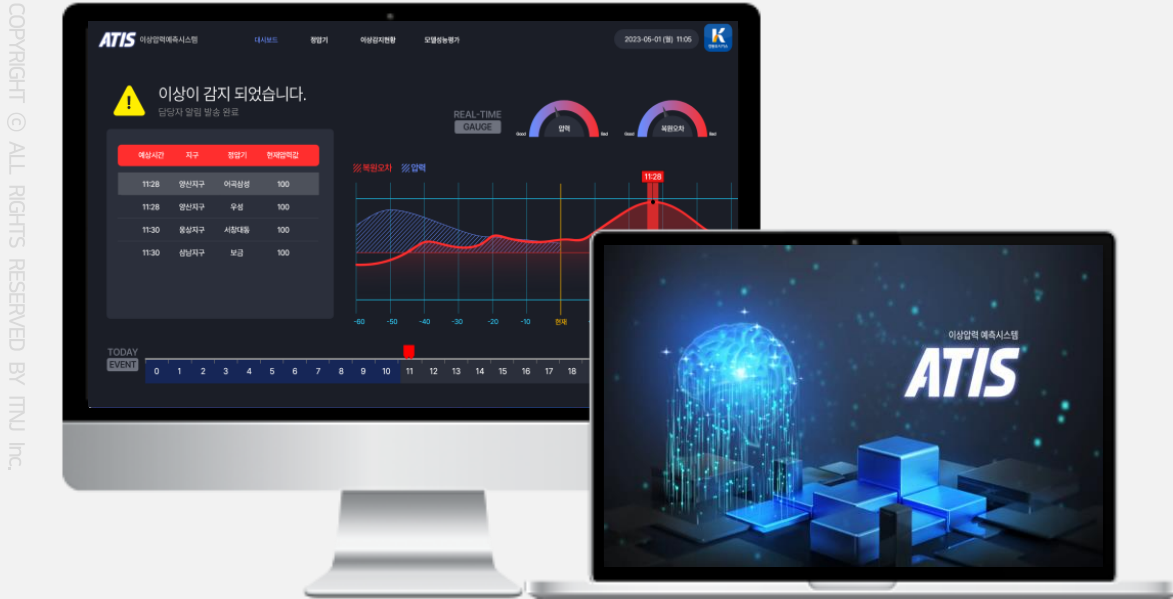 COPYRIGHT © ALL RIGHTS RESERVED BY ITNU Inc.
ATIS 이상압력예측시스템 대시보드 정압기 이상감지현황 모델성능평가 2023-05-01 (월) 11:05 K
이상이 감지 되었습니다.
담당자 알림 발송 완료
REAL-TIME
GAUGE
Good 압력 Bad
Good 복원오차 Bad
예상시간 지구 정압기 현재압력값
11:28 양산지구 어곡삼성 100
11:28 양산지구 우성 100
11:30 웅상지구 서창대동 100
11:30 삼남지구 보금 100
복원오차 압력
11:28
-60 -50 -40 -30 -20 -10 현재
TODAY
EVENT
0 1 2 3 4 5 6 7 8 9 10 11 12 13 14 15 16 17 18
이상압력 예측시스템
ATIS